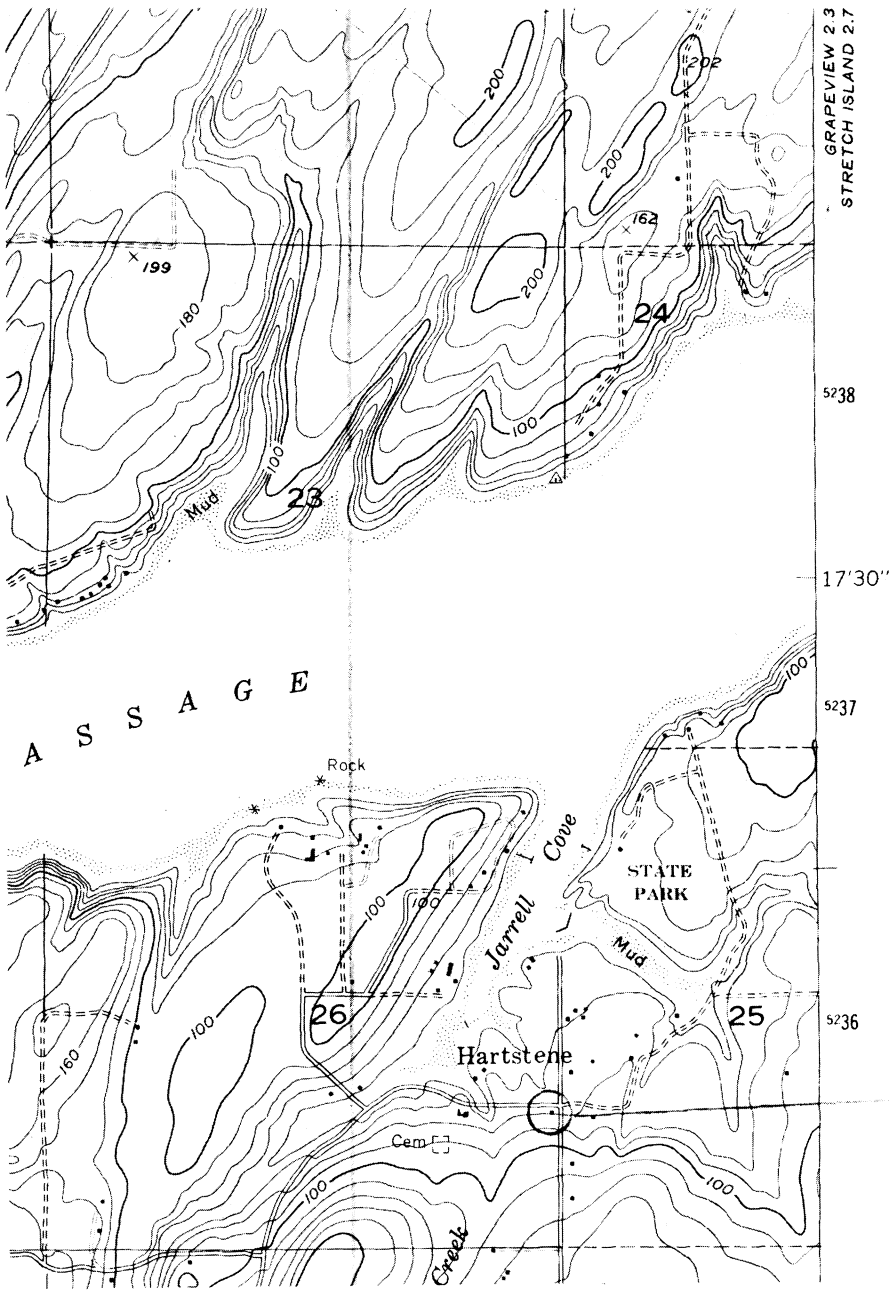 GRAPEVIEW 2.3
STRETCH ISLAND 2.7
202
200
200
162
199
200
180
24
5238
100
100
23
Mud
17'30"
100
5237
ASSAGE
Rock
Jarrell Cove
STATE
PARK
100
100
Mud
26
25
5236
100
160
Hartstene
Cem
100
100
Creek